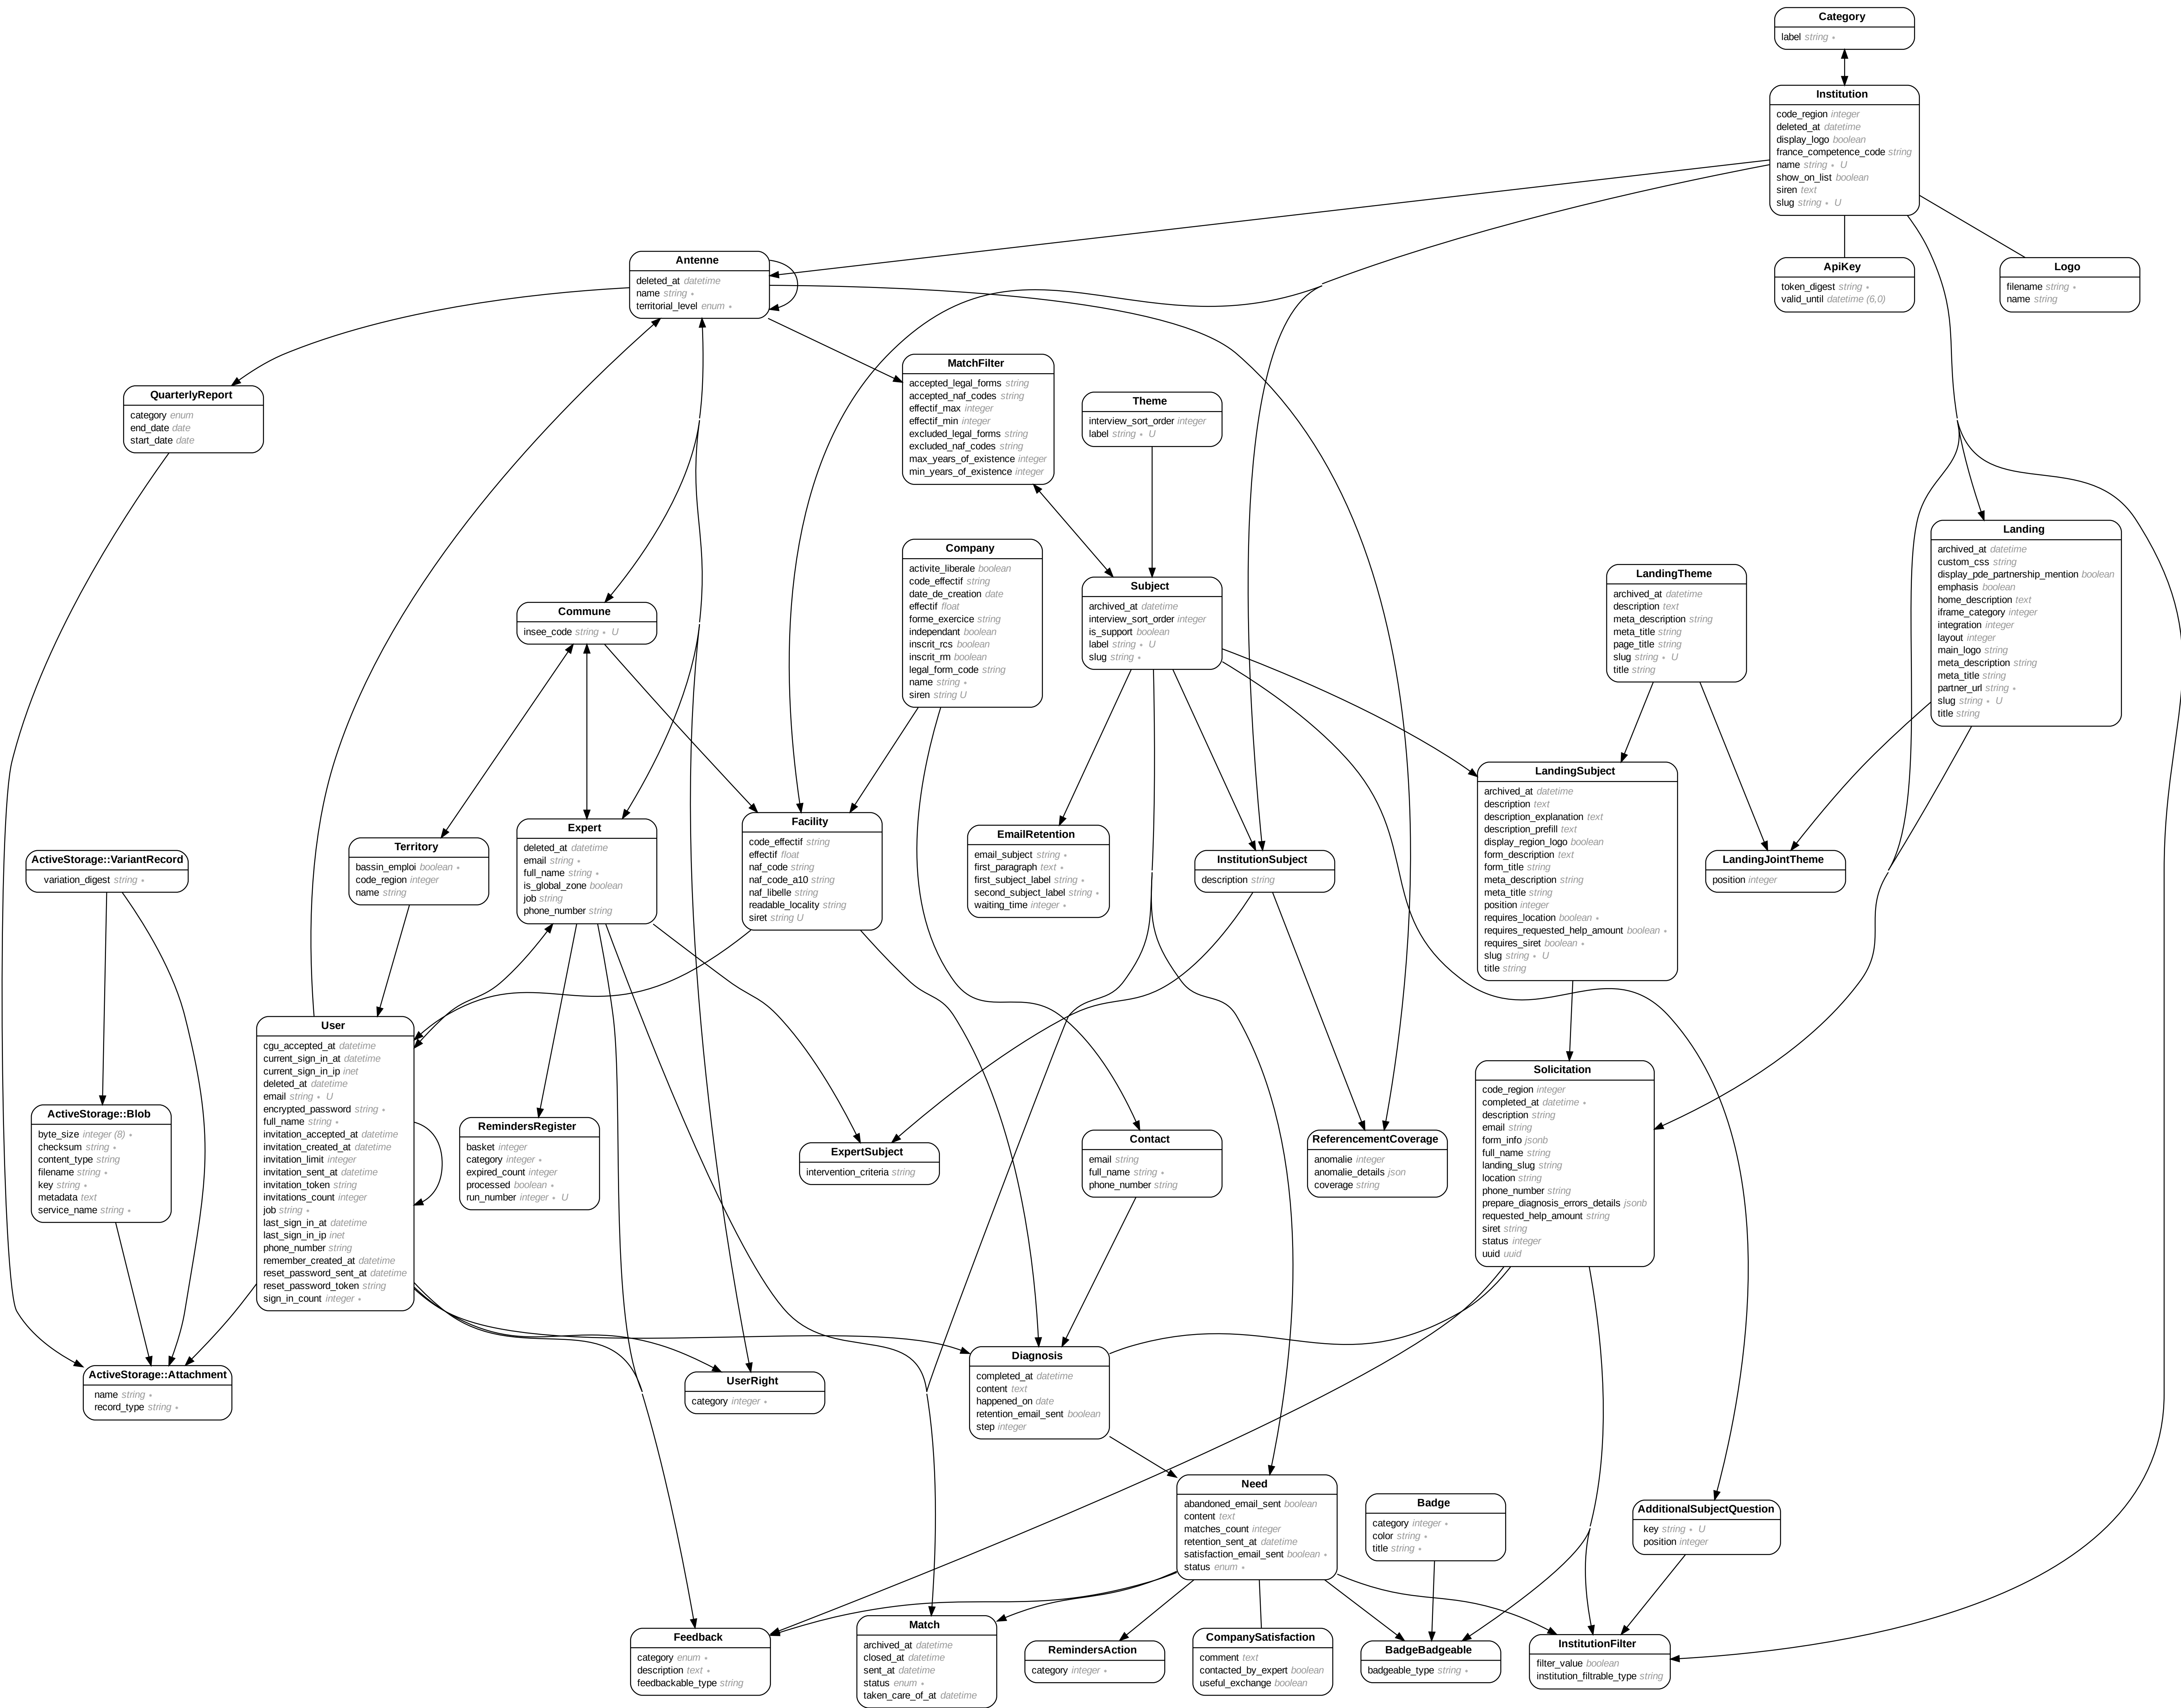 Category
label string ∗
Institution
code_region integer
deleted_at datetime
display_logo boolean
france_competence_code string
name string ∗ U
show_on_list boolean
siren text
slug string ∗ U
Antenne
deleted_at datetime
name string ∗
territorial_level enum ∗
ApiKey
token_digest string ∗
valid_until datetime (6,0)
Logo
filename string ∗
name string
MatchFilter
accepted_legal_forms string
accepted_naf_codes string
effectif_max integer
effectif_min integer
excluded_legal_forms string
excluded_naf_codes string
max_years_of_existence integer
min_years_of_existence integer
QuarterlyReport
category enum
end_date date
start_date date
Theme
interview_sort_order integer
label string ∗ U
Landing
archived_at datetime
custom_css string
display_pde_partnership_mention boolean
emphasis boolean
home_description text
iframe_category integer
integration integer
layout integer
main_logo string
meta_description string
meta_title string
partner_url string ∗
slug string ∗ U
title string
Company
activite_liberale boolean
code_effectif string
date_de_creation date
effectif float
forme_exercice string
independant boolean
inscrit_rcs boolean
inscrit_rm boolean
legal_form_code string
name string ∗
siren string U
LandingTheme
archived_at datetime
description text
meta_description string
meta_title string
page_title string
slug string ∗ U
title string
Subject
archived_at datetime
interview_sort_order integer
is_support boolean
label string ∗ U
slug string ∗
Commune
insee_code string ∗ U
LandingSubject
archived_at datetime
description text
description_explanation text
description_prefill text
display_region_logo boolean
form_description text
form_title string
meta_description string
meta_title string
position integer
requires_location boolean ∗
requires_requested_help_amount boolean ∗
requires_siret boolean ∗
slug string ∗ U
title string
Facility
code_effectif string
effectif float
naf_code string
naf_code_a10 string
naf_libelle string
readable_locality string
siret string U
Expert
deleted_at datetime
email string ∗
full_name string ∗
is_global_zone boolean
job string
phone_number string
EmailRetention
email_subject string ∗
first_paragraph text ∗
first_subject_label string ∗
second_subject_label string ∗
waiting_time integer ∗
Territory
bassin_emploi boolean ∗
code_region integer
name string
ActiveStorage::VariantRecord
variation_digest string ∗
InstitutionSubject
description string
LandingJointTheme
position integer
User
cgu_accepted_at datetime
current_sign_in_at datetime
current_sign_in_ip inet
deleted_at datetime
email string ∗ U
encrypted_password string ∗
full_name string ∗
invitation_accepted_at datetime
invitation_created_at datetime
invitation_limit integer
invitation_sent_at datetime
invitation_token string
invitations_count integer
job string ∗
last_sign_in_at datetime
last_sign_in_ip inet
phone_number string
remember_created_at datetime
reset_password_sent_at datetime
reset_password_token string
sign_in_count integer ∗
Solicitation
code_region integer
completed_at datetime ∗
description string
email string
form_info jsonb
full_name string
landing_slug string
location string
phone_number string
prepare_diagnosis_errors_details jsonb
requested_help_amount string
siret string
status integer
uuid uuid
ActiveStorage::Blob
byte_size integer (8) ∗
checksum string ∗
content_type string
filename string ∗
key string ∗
metadata text
service_name string ∗
RemindersRegister
basket integer
category integer ∗
expired_count integer
processed boolean ∗
run_number integer ∗ U
Contact
email string
full_name string ∗
phone_number string
ReferencementCoverage
anomalie integer
anomalie_details json
coverage string
ExpertSubject
intervention_criteria string
Diagnosis
completed_at datetime
content text
happened_on date
retention_email_sent boolean
step integer
ActiveStorage::Attachment
name string ∗
record_type string ∗
UserRight
category integer ∗
Need
abandoned_email_sent boolean
content text
matches_count integer
retention_sent_at datetime
satisfaction_email_sent boolean ∗
status enum ∗
Badge
category integer ∗
color string ∗
title string ∗
AdditionalSubjectQuestion
key string ∗ U
position integer
Feedback
category enum ∗
description text ∗
feedbackable_type string
Match
archived_at datetime
closed_at datetime
sent_at datetime
status enum ∗
taken_care_of_at datetime
RemindersAction
category integer ∗
CompanySatisfaction
comment text
contacted_by_expert boolean
useful_exchange boolean
BadgeBadgeable
badgeable_type string ∗
InstitutionFilter
filter_value boolean
institution_filtrable_type string